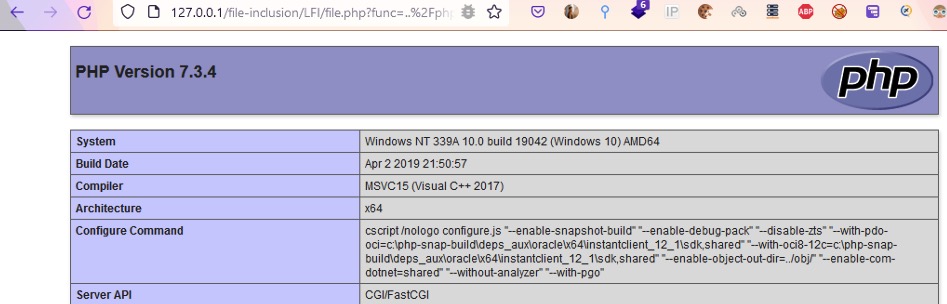 127.0.0.1/file-inclusion/LFI/file.php?func=..%2Fphp
6
IP
ABP
PHP Version 7.3.4
php
System Windows NT 339A 10.0 build 19042 (Windows 10) AMD64
Build Date Apr 2 2019 21:50:57
Compiler MSVC15 (Visual C++ 2017)
Architecture x64
Configure Command cscript /nologo configure.js "--enable-snapshot-build" "--enable-debug-pack" "--disable-zts" "--with-pdo-
oci=c:\php-snap-build\deps_aux\oracle\x64\instantclient_12_1\sdk,shared" "--with-oci8-12c=c:\php-snap-
build\deps_aux\oracle\x64\instantclient_12_1\sdk,shared" "--enable-object-out-dir=../obj/" "--enable-com-
dotnet=shared" "--without-analyzer" "--with-pgo"
Server API CGI/FastCGI